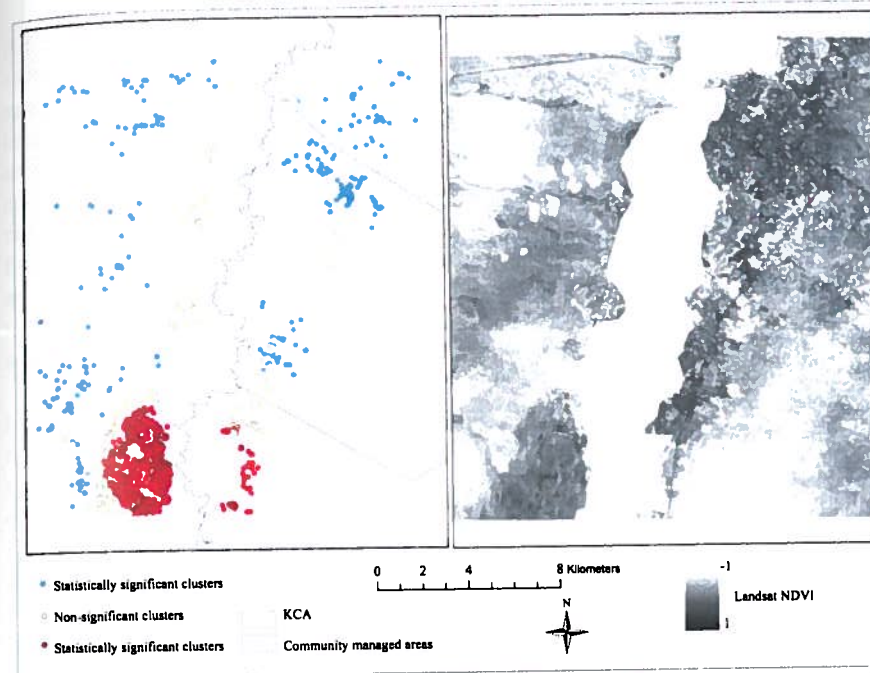 Statistically significant clusters
Non-significant clusters
Statistically significant clusters
KCA
Community managed areas
0 2 4 8 Kilometers
N
-1
Landsat NDVI
1